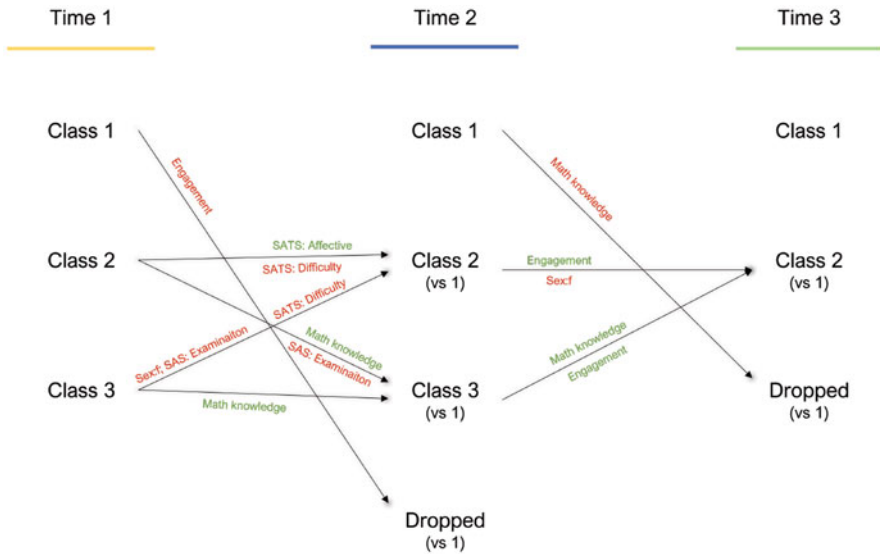 Time 1
Time 2
Time 3
Class 1
Class 1
Class 1
Engagement
Math knowledge
SATS: Affective
Class 2
SATS: Difficulty
Class 2
(vs 1)
Engagement
Sex:f
Class 2
(vs 1)
SATS: Difficulty
Sex:f; SAS: Examinaiton
Math knowledge
SAS: Examinaiton
Math knowledge
Engagement
Class 3
Math knowledge
Class 3
(vs 1)
Dropped
(vs 1)
Dropped
(vs 1)